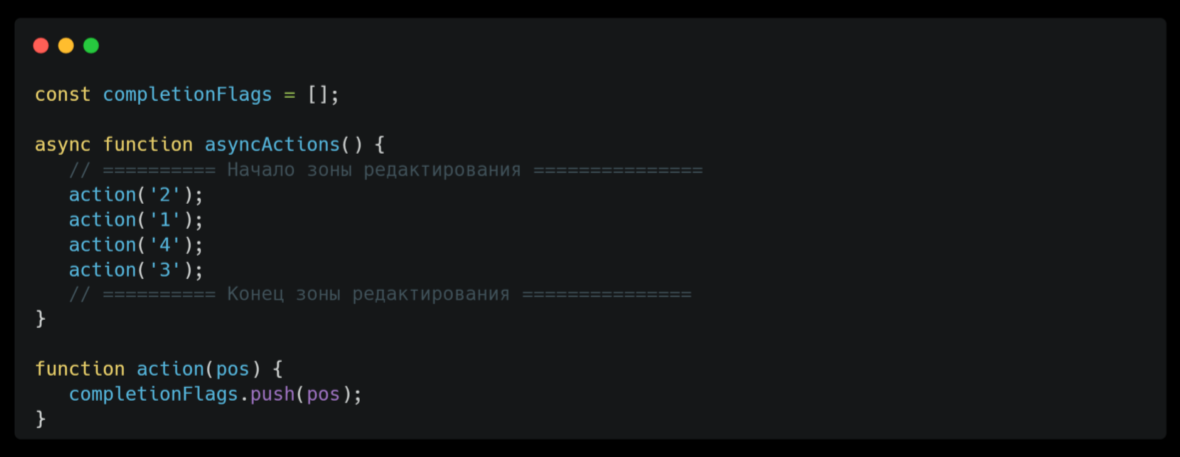 const completionFlags = [];
async function asyncActions() {
// ========== Начало зоны редактирования ===============
action('2');
action('1');
action('4');
action('3');
// ========== Конец зоны редактирования ===============
}
function action(pos) {
completionFlags.push(pos);
}